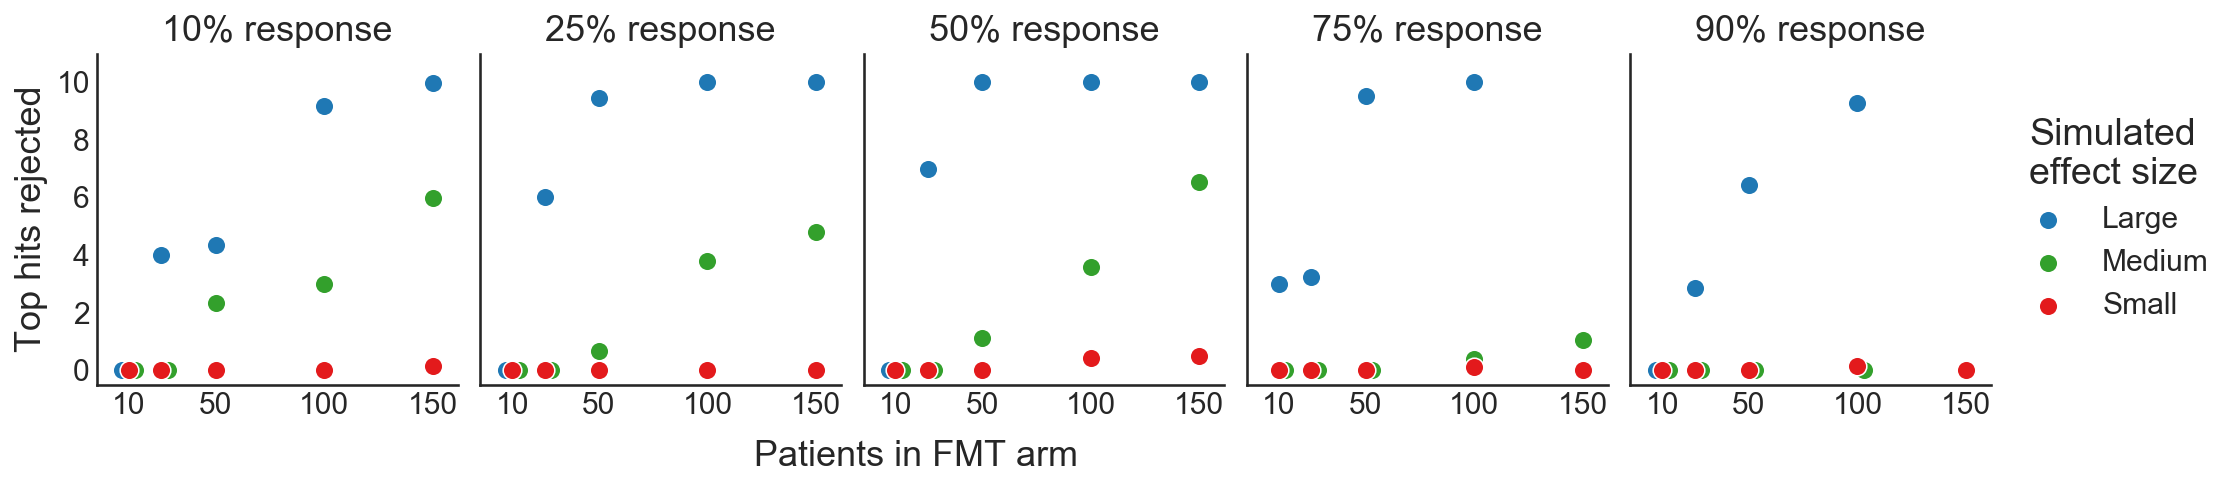 10% response
25% response
50% response
75% response
90% response
Top hits rejected
10
8
6
4
2
0
10 50 100 150
10 50 100 150
10 50 100 150
10 50 100 150
10 50 100 150
Patients in FMT arm
Simulated
effect size
Large
Medium
Small